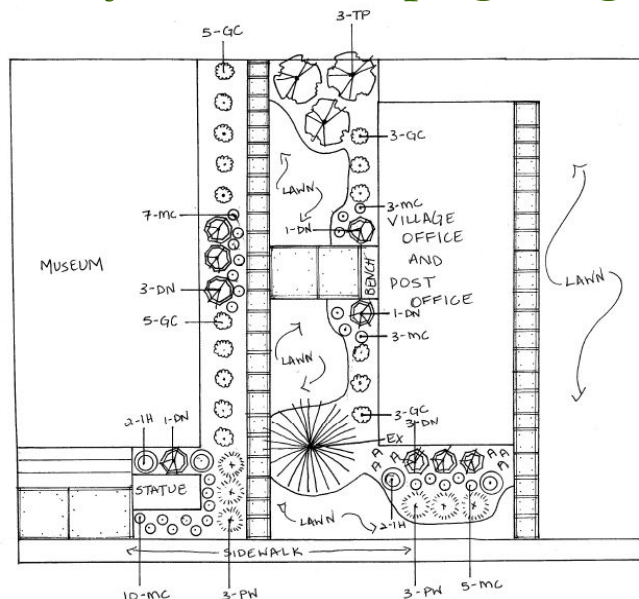 5-GC
3-TP
3-GC
LAWN
3-MC
7-MC
1-DN
VILLAGE
OFFICE
AND
POST
OFFICE
MUSEUM
BENCH
LAWN
3-DN
5-GC
1-DN
3-MC
LAWN
3-GC
3-DN
2-IH
1-DN
EX
STATUE
LAWN
2-IH
SIDEWALK
10-MC
3-PW
3-PW
5-MC